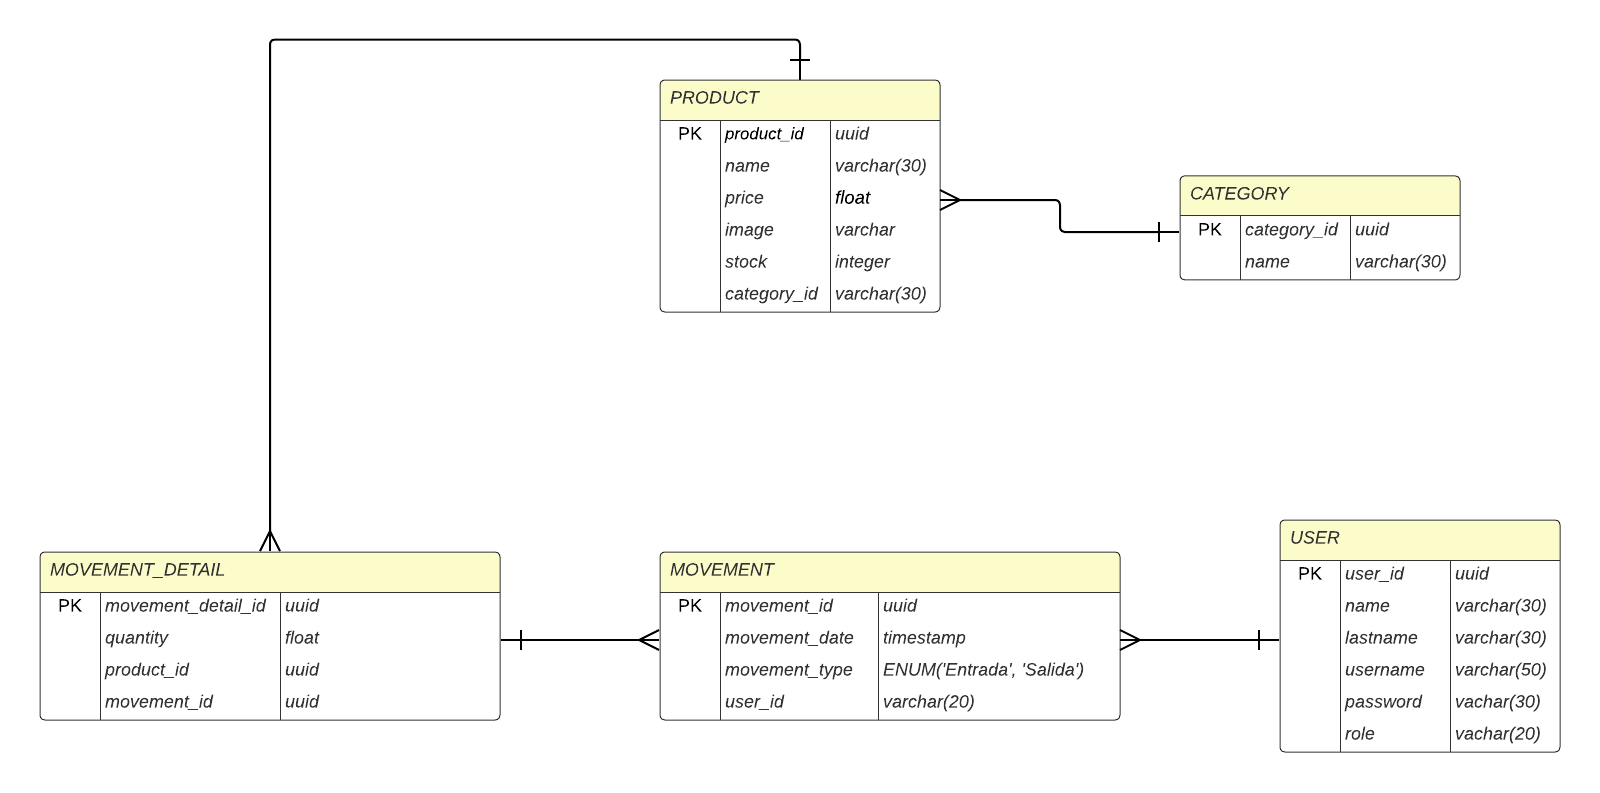 PRODUCT
PK product_id uuid
name varchar(30)
price float
image varchar
stock integer
category_id varchar(30)
CATEGORY
PK category_id uuid
name varchar(30)
MOVEMENT_DETAIL
PK movement_detail_id uuid
quantity float
product_id uuid
movement_id uuid
MOVEMENT
PK movement_id uuid
movement_date timestamp
movement_type ENUM('Entrada', 'Salida')
user_id varchar(20)
USER
PK user_id uuid
name varchar(30)
lastname varchar(30)
username varchar(50)
password vachar(30)
role vachar(20)